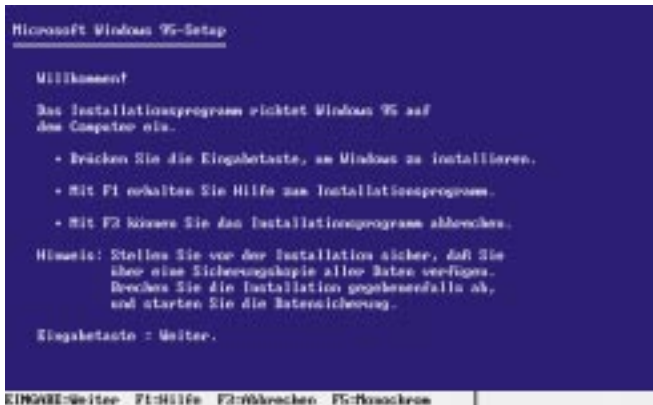 Microsoft Windows 95-Setup
Willkommen!
Das Installationsprogramm richtet Windows 95 auf
dem Computer ein.
• Drücken Sie die Eingabetaste, um Windows zu installieren.
• Mit F1 erhalten Sie Hilfe zum Installationsprogramm.
• Mit F3 können Sie das Installationsprogramm abbrechen.
Hinweis: Stellen Sie vor der Installation sicher, daß Sie
über eine Sicherungskopie aller Daten verfügen.
Brechen Sie die Installation gegebenenfalls ab,
und starten Sie die Datensicherung.
Eingabetaste = Weiter.
EINGABE=Weiter F1=Hilfe F3=Abbrechen F5=Monochrom